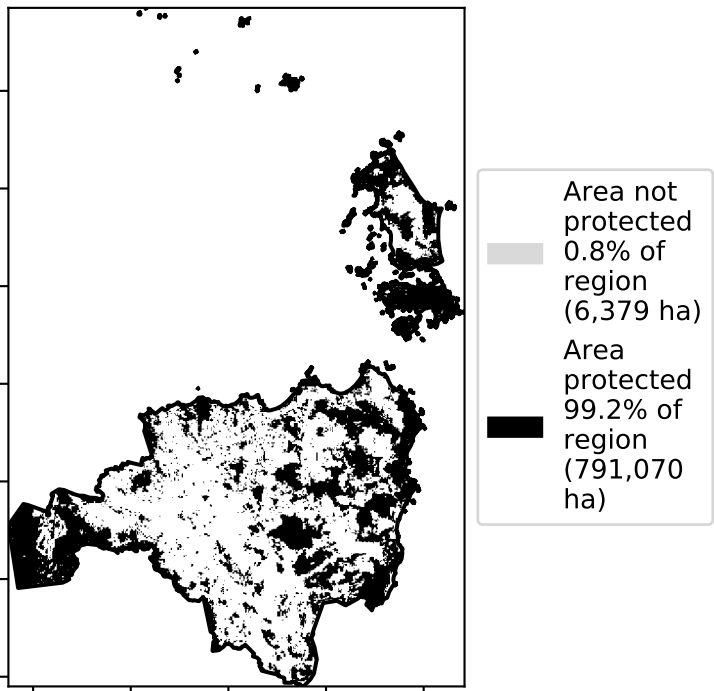 Area not
protected
0.8% of
region
(6,379 ha)
Area
protected
99.2% of
region
(791,070
ha)